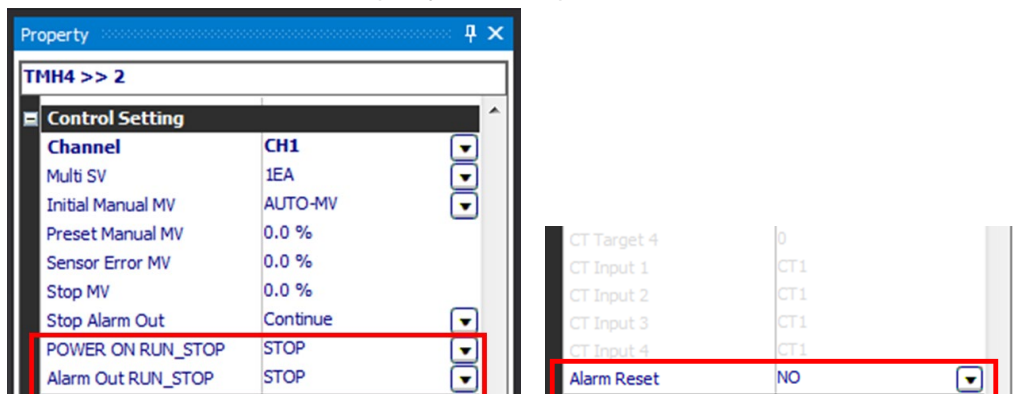 Property
TMH4 >> 2
Control Setting
Channel CH1
Multi SV 1EA
Initial Manual MV AUTO-MV
Preset Manual MV 0.0 %
Sensor Error MV 0.0 %
Stop MV 0.0 %
Stop Alarm Out Continue
POWER ON RUN_STOP STOP
Alarm Out RUN_STOP STOP
CT Target 4 0
CT Input 1 CT1
CT Input 2 CT1
CT Input 3 CT1
CT Input 4 CT1
Alarm Reset NO